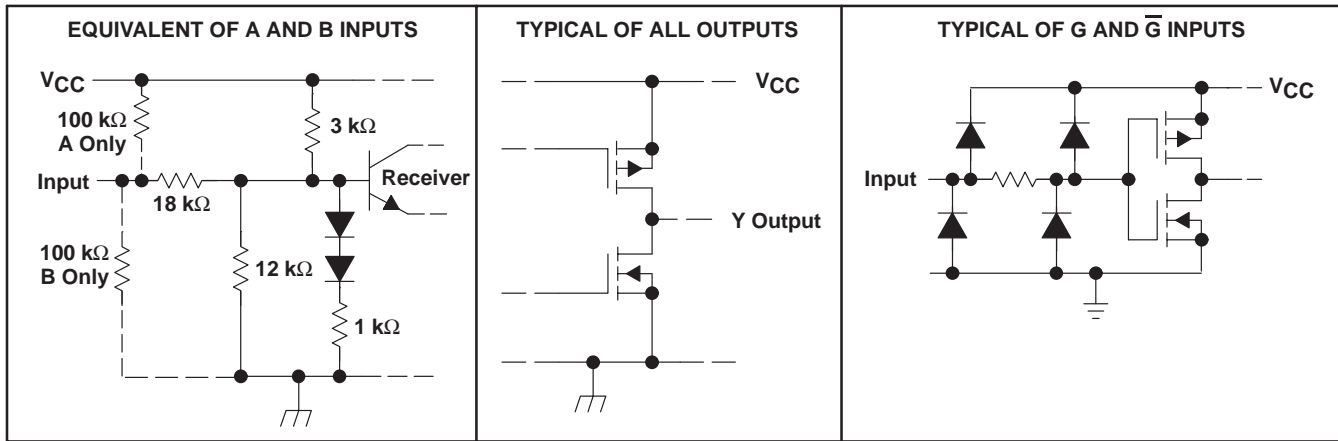 EQUIVALENT OF A AND B INPUTS
VCC
100 kΩ
A Only
3 kΩ
Input
18 kΩ
Receiver
100 kΩ
B Only
12 kΩ
1 kΩ
TYPICAL OF ALL OUTPUTS
VCC
Y Output
TYPICAL OF G AND G̅ INPUTS
VCC
Input